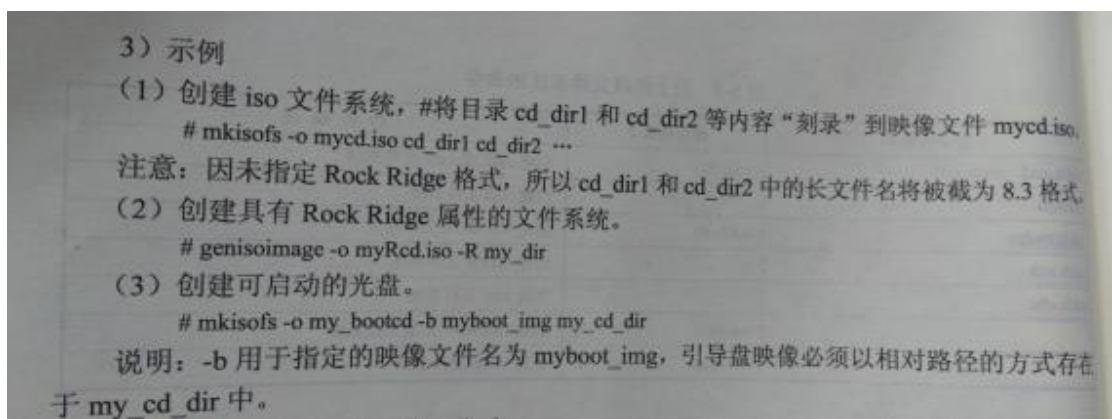 3）示例
（1）创建 iso 文件系统，#将目录 cd_dir1 和 cd_dir2 等内容“刻录”到映像文件 mycd.iso。
# mkisofs -o mycd.iso cd_dir1 cd_dir2 …
注意：因未指定 Rock Ridge 格式，所以 cd_dir1 和 cd_dir2 中的长文件名将被截为 8.3 格式。
（2）创建具有 Rock Ridge 属性的文件系统。
# genisoimage -o myRcd.iso -R my_dir
（3）创建可启动的光盘。
# mkisofs -o my_bootcd -b myboot_img my_cd_dir
说明：-b 用于指定的映像文件名为 myboot_img，引导盘映像必须以相对路径的方式存在
于 my_cd_dir 中。